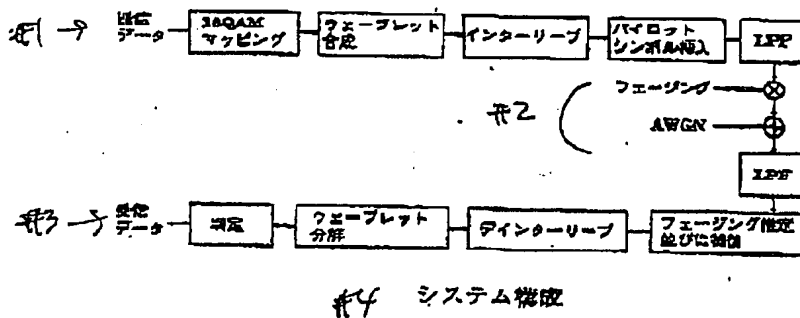 #1 →
送信
データ
16QAM
マッピング
ウェーブレット
合成
インターリーブ
パイロット
シンボル挿入
LPF
フェージング
#2
AWGN
LPF
#3 →
受信
データ
判定
ウェーブレット
分解
デインターリーブ
フェージング推定
並びに補償
#4 システム構成